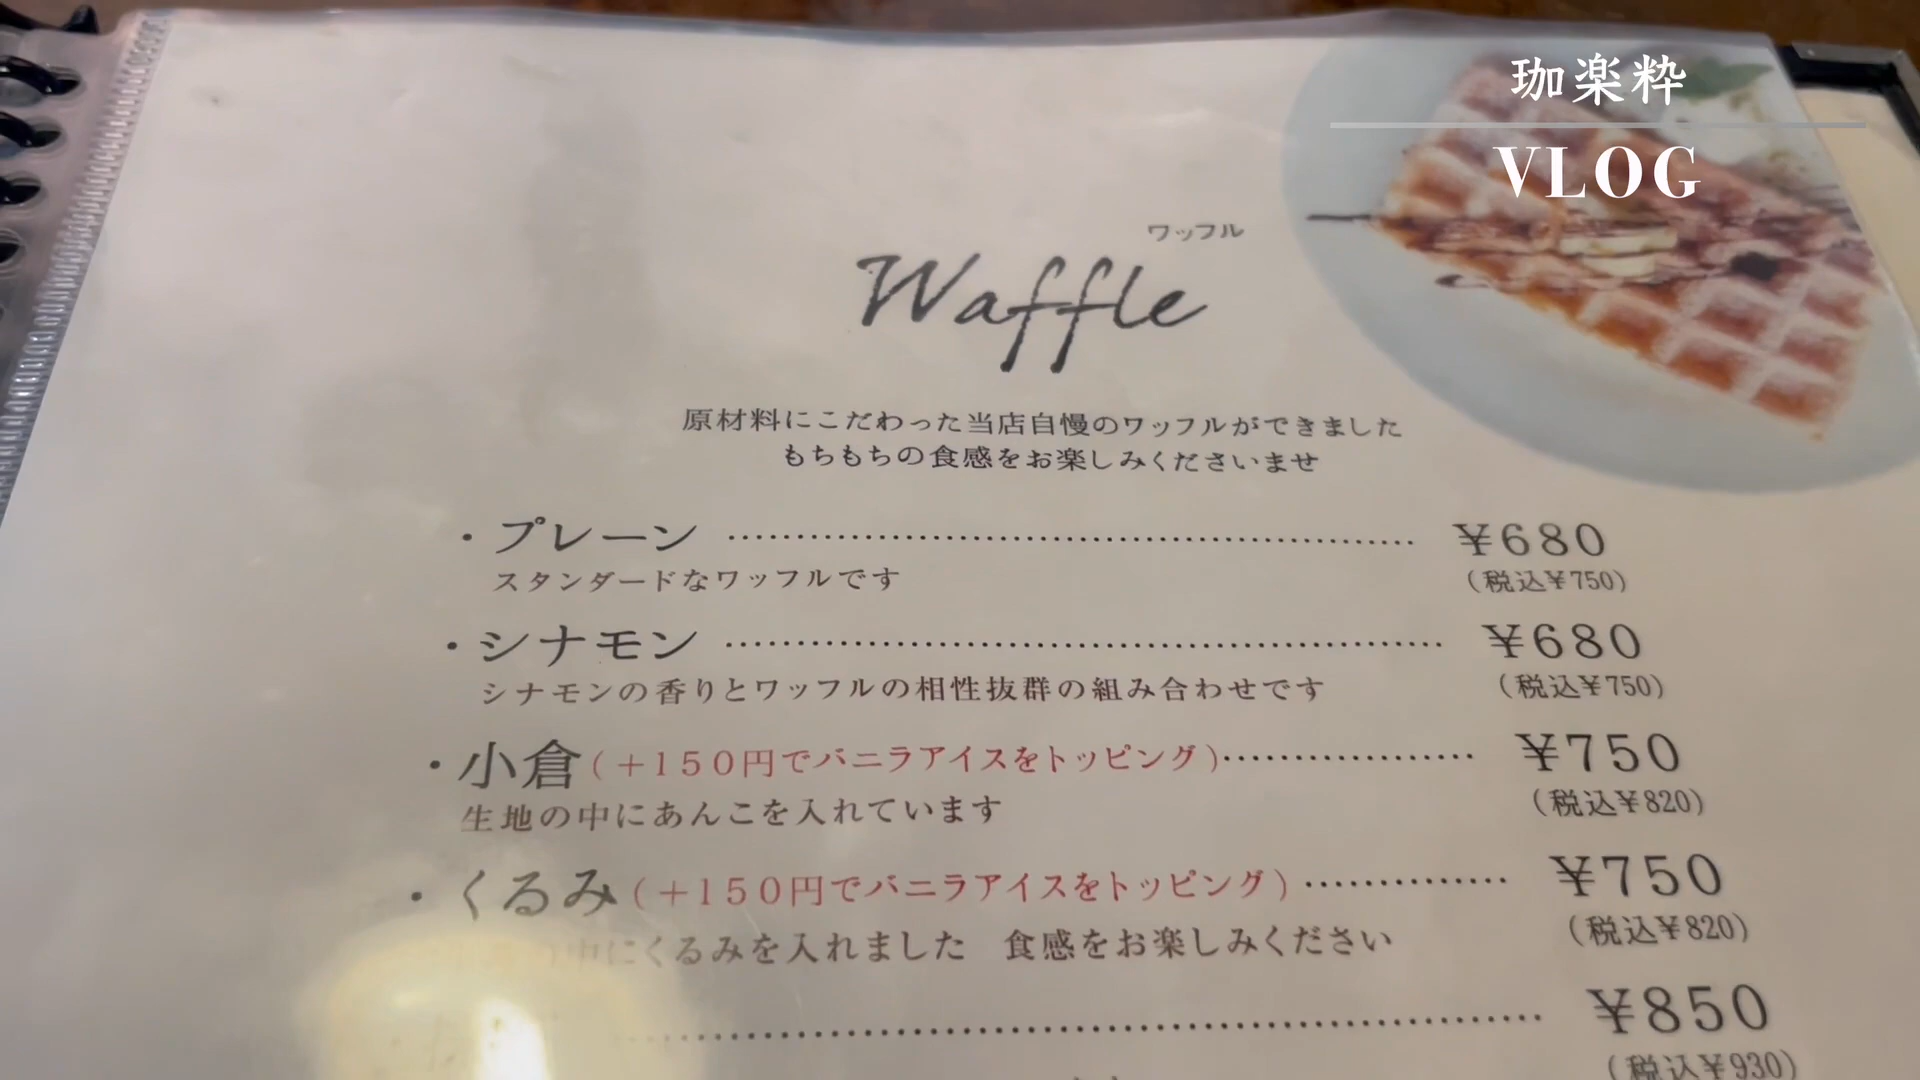 珈楽粋
VLOG
ワッフル
Waffle
原材料にこだわった当店自慢のワッフルができました
もちもちの食感をお楽しみくださいませ
・プレーン ………………………………………… ¥680
スタンダードなワッフルです (税込¥750)
・シナモン ………………………………………… ¥680
シナモンの香りとワッフルの相性抜群の組み合わせです (税込¥750)
・小倉(+150円でバニラアイスをトッピング)……………… ¥750
生地の中にあんこを入れています (税込¥820)
・くるみ(+150円でバニラアイスをトッピング)…………… ¥750
中にくるみを入れました 食感をお楽しみください (税込¥820)
………………………………………… ¥850
(税込¥930)